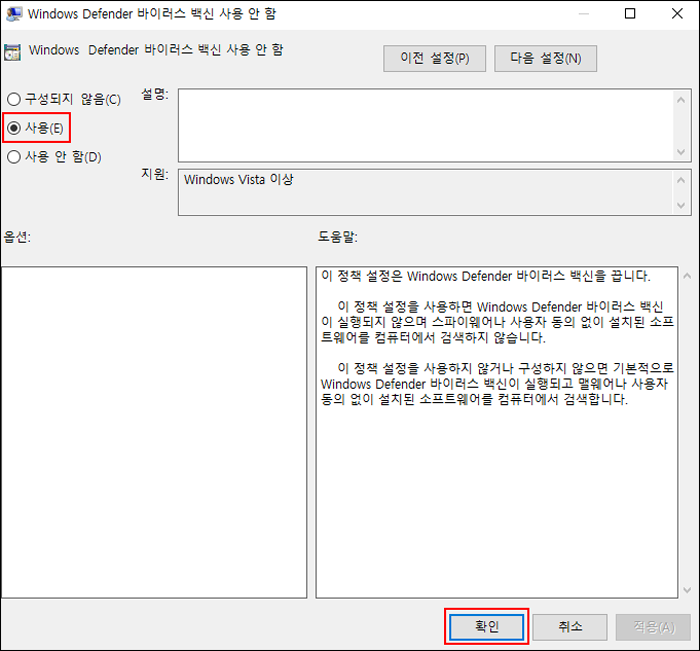 Windows Defender 바이러스 백신 사용 안 함
Windows Defender 바이러스 백신 사용 안 함
이전 설정(P)
다음 설정(N)
구성되지 않음(C)
사용(E)
사용 안 함(D)
설명:
지원:
Windows Vista 이상
옵션:
도움말:
이 정책 설정은 Windows Defender 바이러스 백신을 끕니다.
이 정책 설정을 사용하면 Windows Defender 바이러스 백신
이 실행되지 않으며 스파이웨어나 사용자 동의 없이 설치된 소프
트웨어를 컴퓨터에서 검색하지 않습니다.
이 정책 설정을 사용하지 않거나 구성하지 않으면 기본적으로
Windows Defender 바이러스 백신이 실행되고 맬웨어나 사용자
동의 없이 설치된 소프트웨어를 컴퓨터에서 검색합니다.
확인
취소
적용(A)